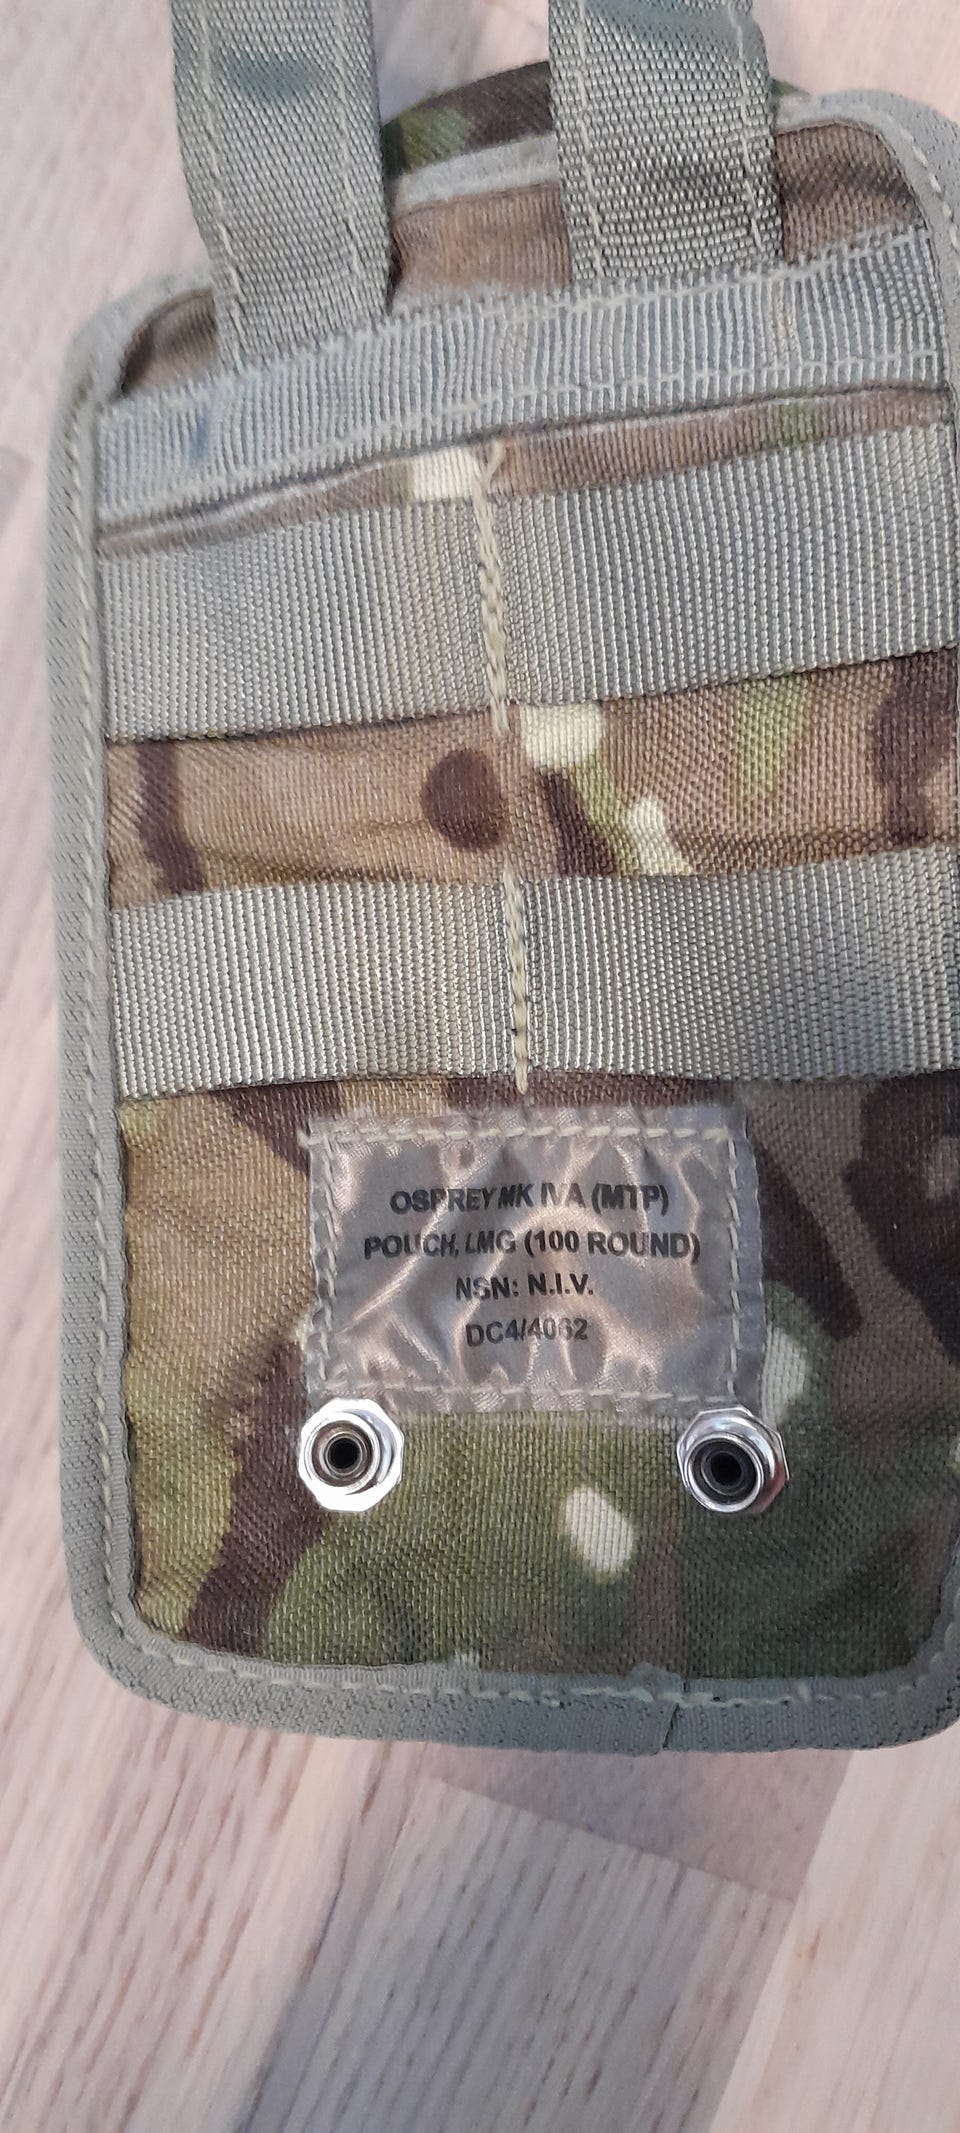 OSPREY MK IVA (MTP)
POUCH, LMG (100 ROUND)
NSN: N.I.V.
DC4/4062